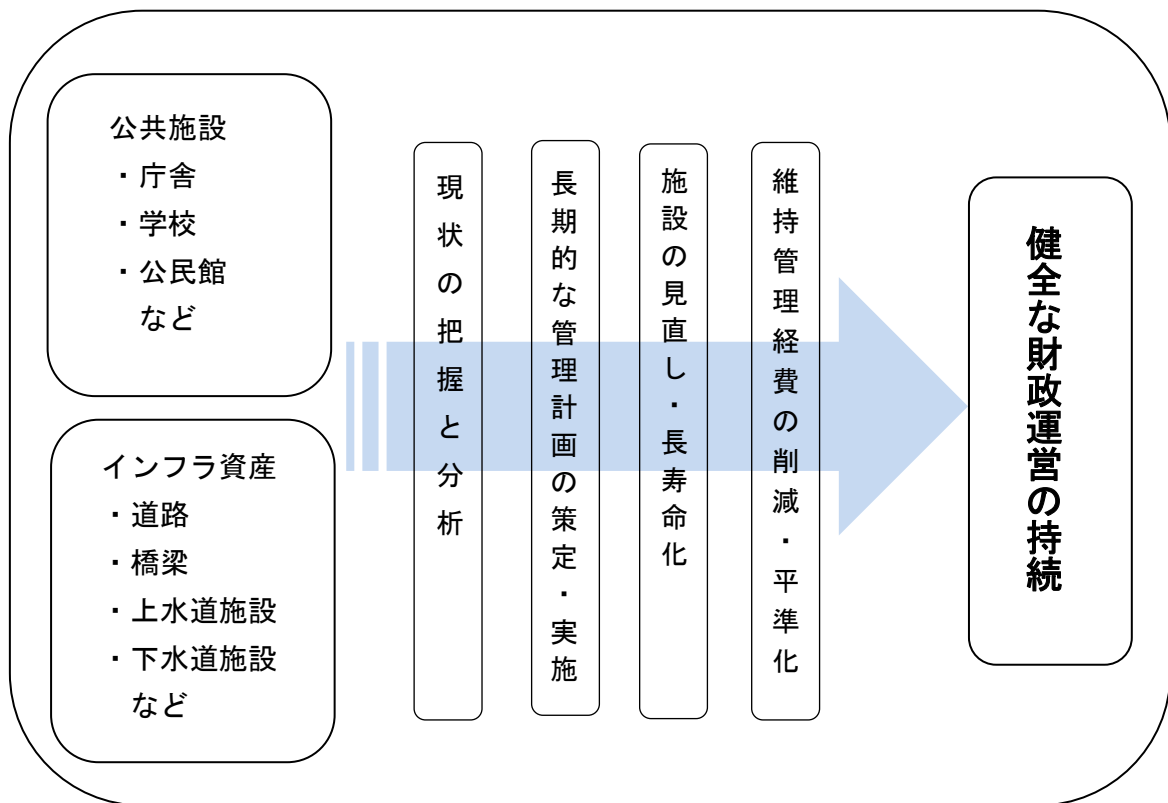 公共施設
・庁舎
・学校
・公民館
など
インフラ資産
・道路
・橋梁
・上水道施設
・下水道施設
など
現状の把握と分析
長期的な管理計画の策定・実施
施設の見直し・長寿命化
維持管理経費の削減・平準化
健全な財政運営の持続